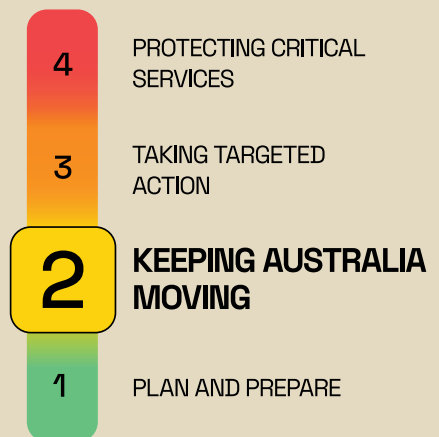 4
PROTECTING CRITICAL
SERVICES
3
TAKING TARGETED
ACTION
2
KEEPING AUSTRALIA
MOVING
1
PLAN AND PREPARE